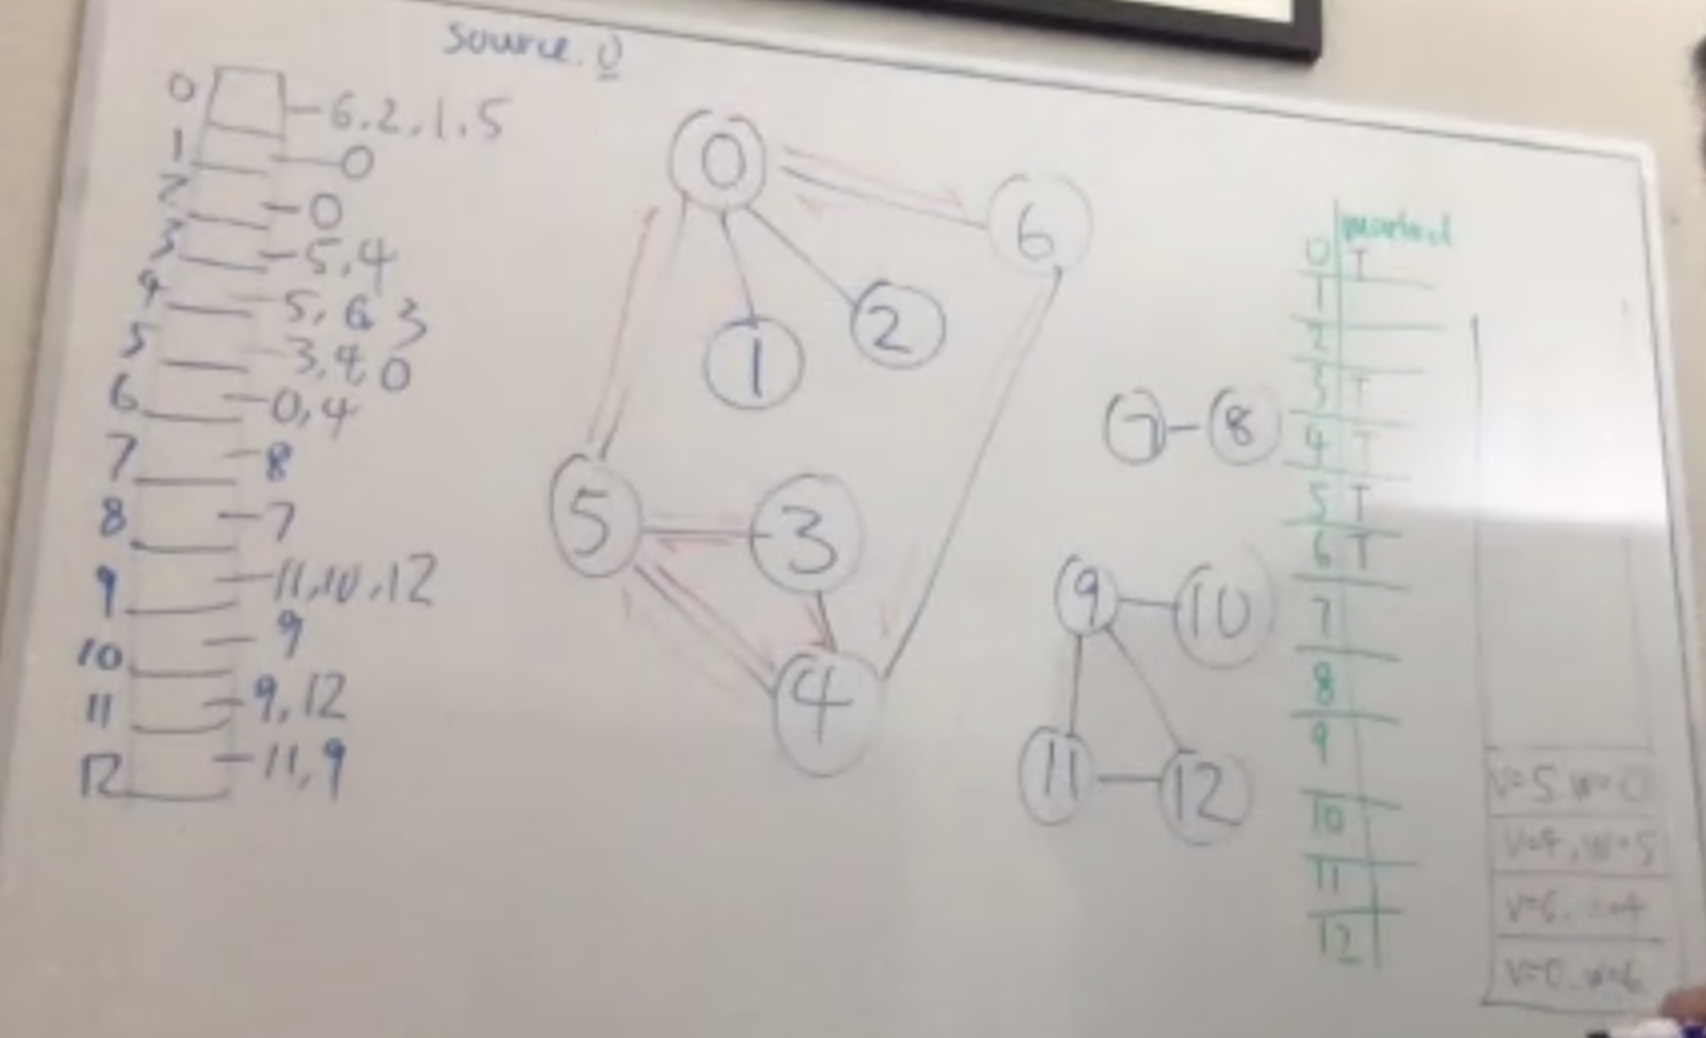 source. 0
0 -6,2,1,5
1 -0
2 -0
3 -5,4
4 -5,6 3
5 -3,4,0
6 -0,4
7 -8
8 -7
9 -11,10,12
10 - 9
11 -9,12
12 -11,9
0
6
1
2
5
3
4
7 - 8
9
10
11
12
marked
0 T
1
2
3 T
4 T
5 T
6 T
7
8
9
10
11
12
v=5 w=0
v=4, w=5
v=6. w=4
v=0. w=6